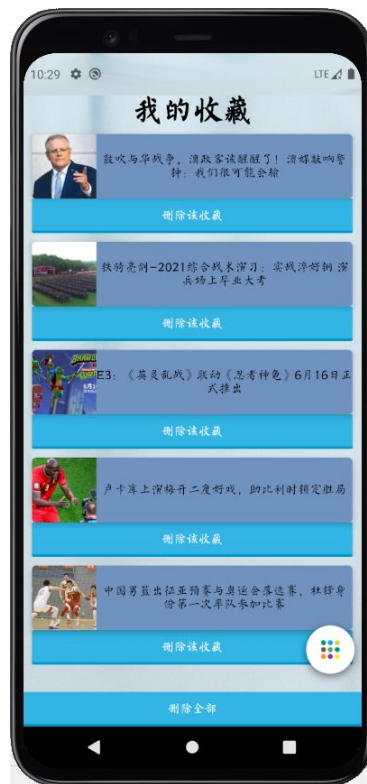 10:29
LTE
我的收藏
鼓吹与华战争，澳政客该醒醒了！澳媒敲响警
钟：我们很可能会输
删除该收藏
铁骑亮剑-2021综合战术演习：实战淬好钢 演
兵场上毕业大考
删除该收藏
E3：《英灵乱战》联动《忍者神龟》6月16日正
式推出
删除该收藏
卢卡库上演梅开二度好戏，助比利时锁定胜局
删除该收藏
中国男篮出征亚预赛与奥运会落选赛，杜锋身
份第一次率队参加比赛
删除该收藏
删除全部